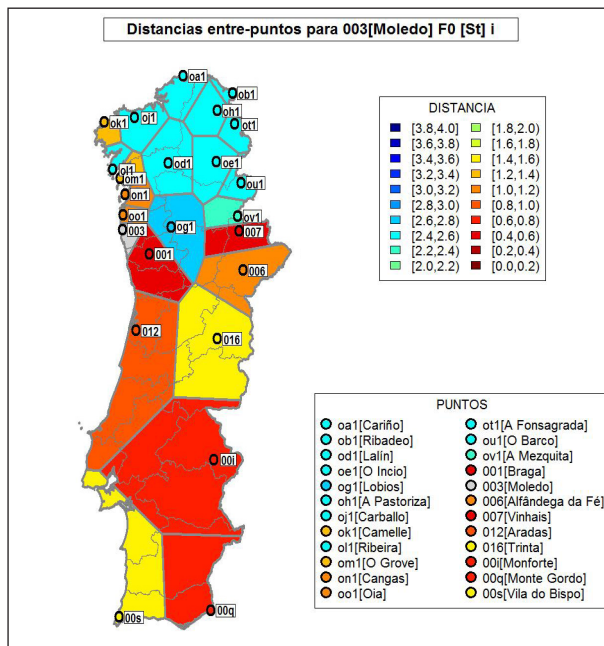 Distancias entre-puntos para 003[Moledo] F0 [St] i
oa1
ob1
oh1
ok1
oj1
ot1
od1
oe1
ol1
om1
ou1
on1
oo1
ov1
og1
003
007
001
006
012
016
00i
00s
00q
DISTANCIA
[3.8,4.0] [1.8,2.0)
[3.6,3.8) [1.6,1.8)
[3.4,3.6) [1.4,1.6)
[3.2,3.4) [1.2,1.4)
[3.0,3.2) [1.0,1.2)
[2.8,3.0) [0.8,1.0)
[2.6,2.8) [0.6,0.8)
[2.4,2.6) [0.4,0.6)
[2.2,2.4) [0.2,0.4)
[2.0,2.2) [0.0,0.2)
PUNTOS
oa1[Cariño] ot1[A Fonsagrada]
ob1[Ribadeo] ou1[O Barco]
od1[Lalín] ov1[A Mezquita]
oe1[O Incio] 001[Braga]
og1[Lobios] 003[Moledo]
oh1[A Pastoriza] 006[Alfândega da Fé]
oj1[Carballo] 007[Vinhais]
ok1[Camelle] 012[Aradas]
ol1[Ribeira] 016[Trinta]
om1[O Grove] 00i[Monforte]
on1[Cangas] 00q[Monte Gordo]
oo1[Oia] 00s[Vila do Bispo]